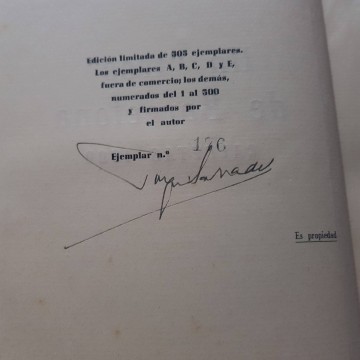 Edición limitada de 305 ejemplares.
Los ejemplares A, B, C, D y E,
fuera de comercio; los demás,
numerados del 1 al 300
y firmados por
el autor
Ejemplar n.º
Es propiedad